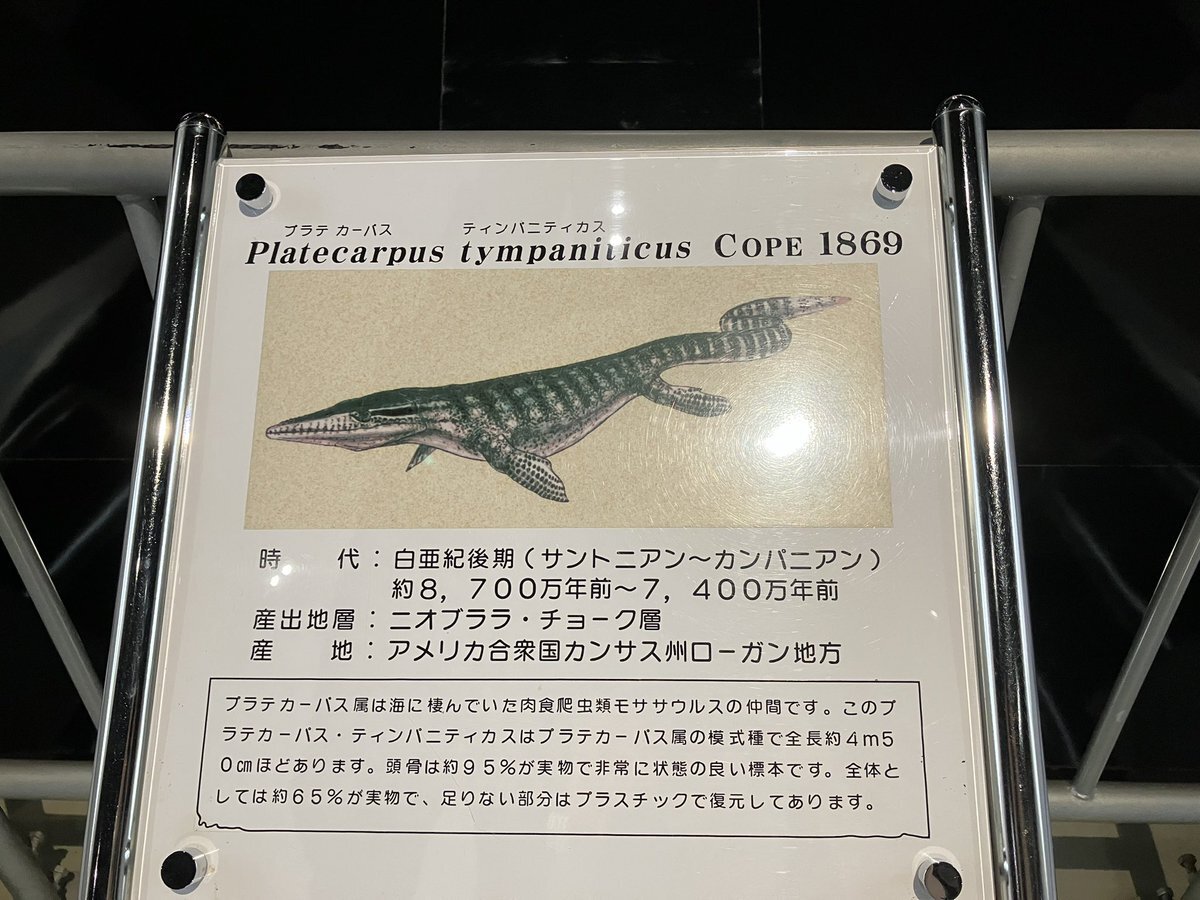 プラテ カーパス ティンパニティカス
Platecarpus tympaniticus COPE 1869
時 代：白亜紀後期（サントニアン～カンパニアン）
約８，７００万年前～７，４００万年前
産出地層：ニオブララ・チョーク層
産 地：アメリカ合衆国カンサス州ローガン地方
プラテカーパス属は海に棲んでいた肉食爬虫類モササウルスの仲間です。このプ
ラテカーパス・ティンパニティカスはプラテカーパス属の模式種で全長約４ｍ５
０㎝ほどあります。頭骨は約９５％が実物で非常に状態の良い標本です。全体と
しては約６５％が実物で、足りない部分はプラスチックで復元してあります。